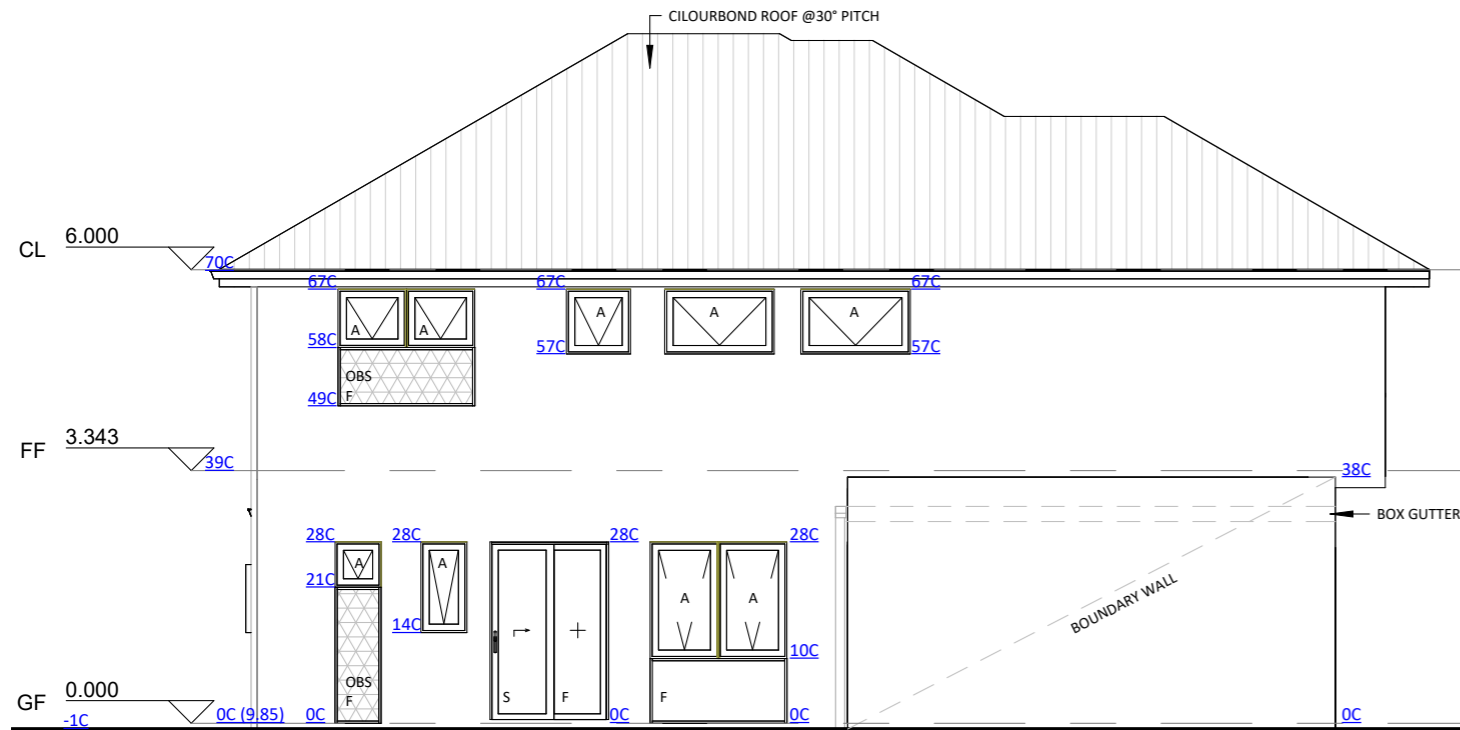 CILOURBOND ROOF @30° PITCH
CL 6.000
70C
67C 67C 67C
A A A A A
58C 57C 57C
OBS
F
49C
FF 3.343
39C 38C
BOX GUTTER
28C 28C 28C 28C
A A A A
21C
14C
BOUNDARY WALL
10C
OBS
F S F F
GF 0.000
-1C 0C (9.85) 0C 0C 0C 0C